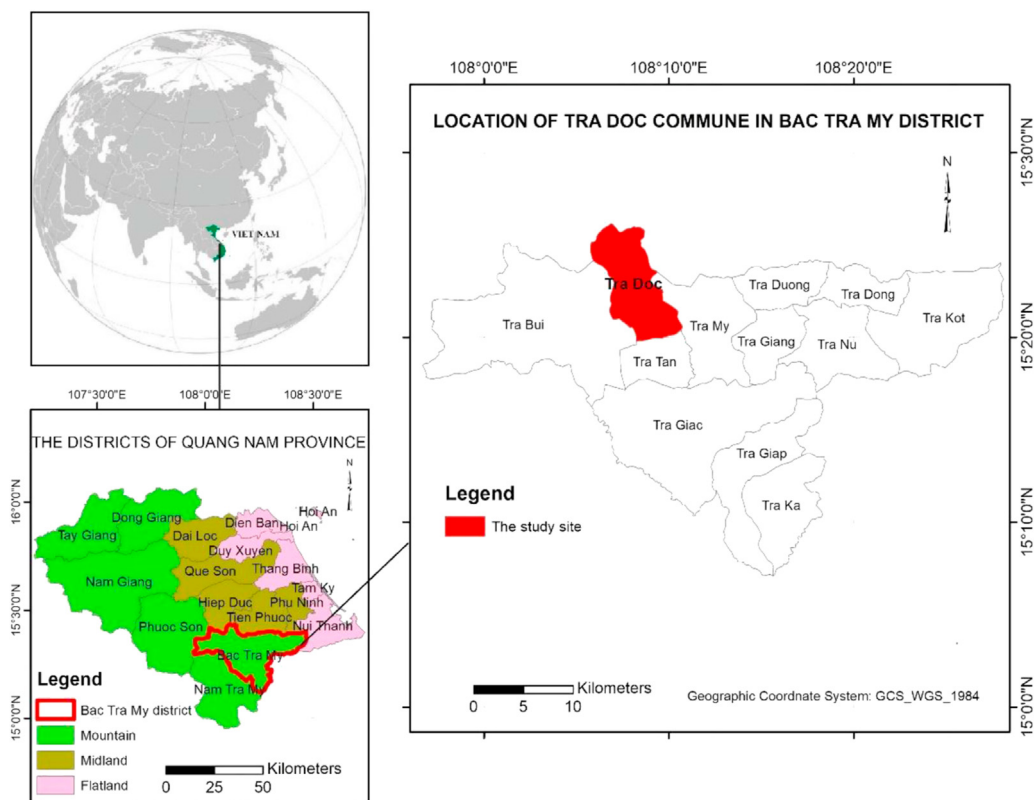 VIET NAM
107°30'0"E 108°0'0"E 108°30'0"E
THE DISTRICTS OF QUANG NAM PROVINCE
N
16°0'0"N
15°30'0"N
15°0'0"N
Hoi An
Dong Giang
Dien Ban
Hoi An
Tay Giang
Dai Loc
Duy Xuyen
Que Son
Thang Binh
Nam Giang
Tam Ky
Hiep Duc
Phu Ninh
Tien Phuoc
Phuoc Son
Nui Thanh
Bac Tra My
Nam Tra My
Legend
Bac Tra My district
Mountain
Midland
Flatland
Kilometers
0 25 50
108°0'0"E 108°10'0"E 108°20'0"E
LOCATION OF TRA DOC COMMUNE IN BAC TRA MY DISTRICT
N
15°30'0"N
15°20'0"N
15°10'0"N
15°0'0"N
Tra Doc
Tra Duong
Tra Dong
Tra Bui
Tra My
Tra Kot
Tra Giang
Tra Nu
Tra Tan
Tra Giac
Tra Giap
Tra Ka
Legend
The study site
Kilometers
0 5 10
Geographic Coordnate System: GCS_WGS_1984